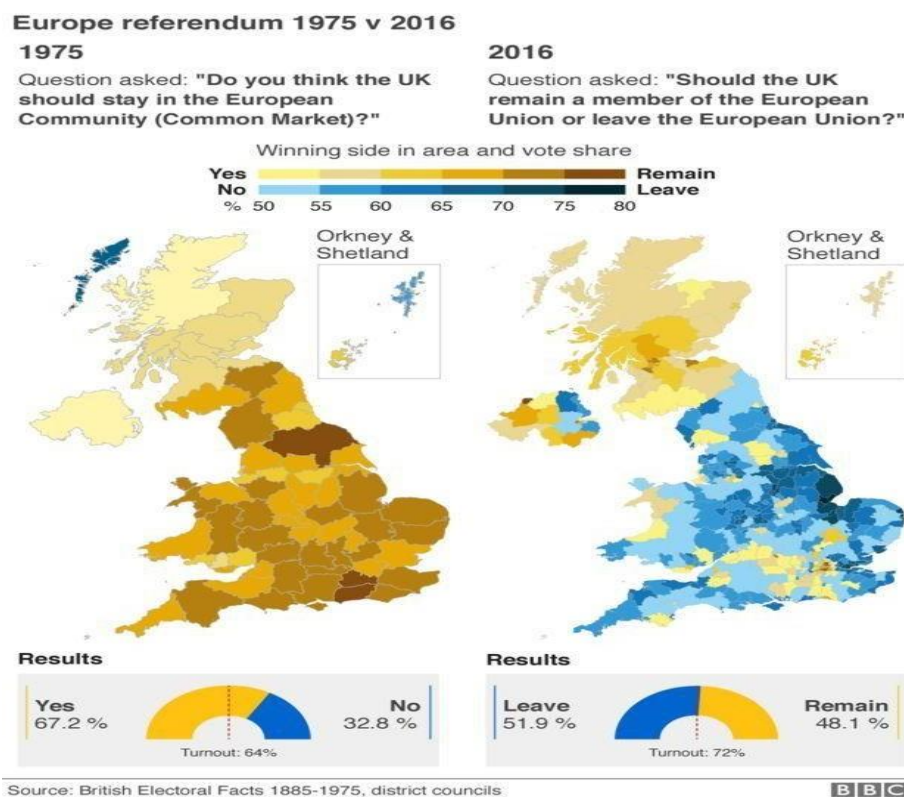 Europe referendum 1975 v 2016
1975
Question asked: "Do you think the UK
should stay in the European
Community (Common Market)?"
2016
Question asked: "Should the UK
remain a member of the European
Union or leave the European Union?"
Winning side in area and vote share
Yes Remain
No Leave
% 50 55 60 65 70 75 80
Orkney &
Shetland
Orkney &
Shetland
Results
Yes
67.2 %
No
32.8 %
Turnout: 64%
Results
Leave
51.9 %
Remain
48.1 %
Turnout: 72%
Source: British Electoral Facts 1885-1975, district councils
BBC